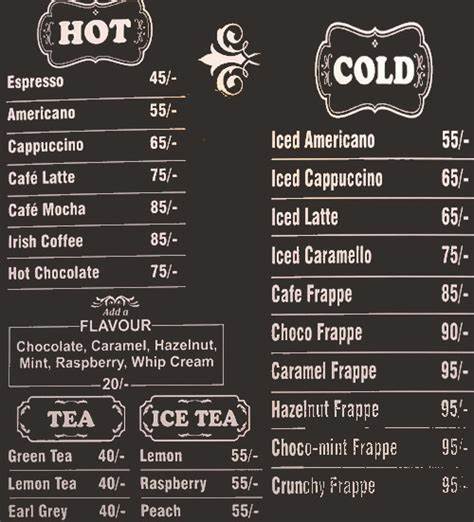 HOT
Espresso 45/-
Americano 55/-
Cappuccino 65/-
Café Latte 75/-
Café Mocha 85/-
Irish Coffee 85/-
Hot Chocolate 75/-
Add a
FLAVOUR
Chocolate, Caramel, Hazelnut,
Mint, Raspberry, Whip Cream
20/-
TEA
Green Tea 40/-
Lemon Tea 40/-
Earl Grey 40/-
ICE TEA
Lemon 55/-
Raspberry 55/-
Peach 55/-
COLD
Iced Americano 55/-
Iced Cappuccino 65/-
Iced Latte 65/-
Iced Caramello 75/-
Cafe Frappe 85/-
Choco Frappe 90/-
Caramel Frappe 95/-
Hazelnut Frappe 95/-
Choco-mint Frappe 95/-
Crunchy Frappe 95/-